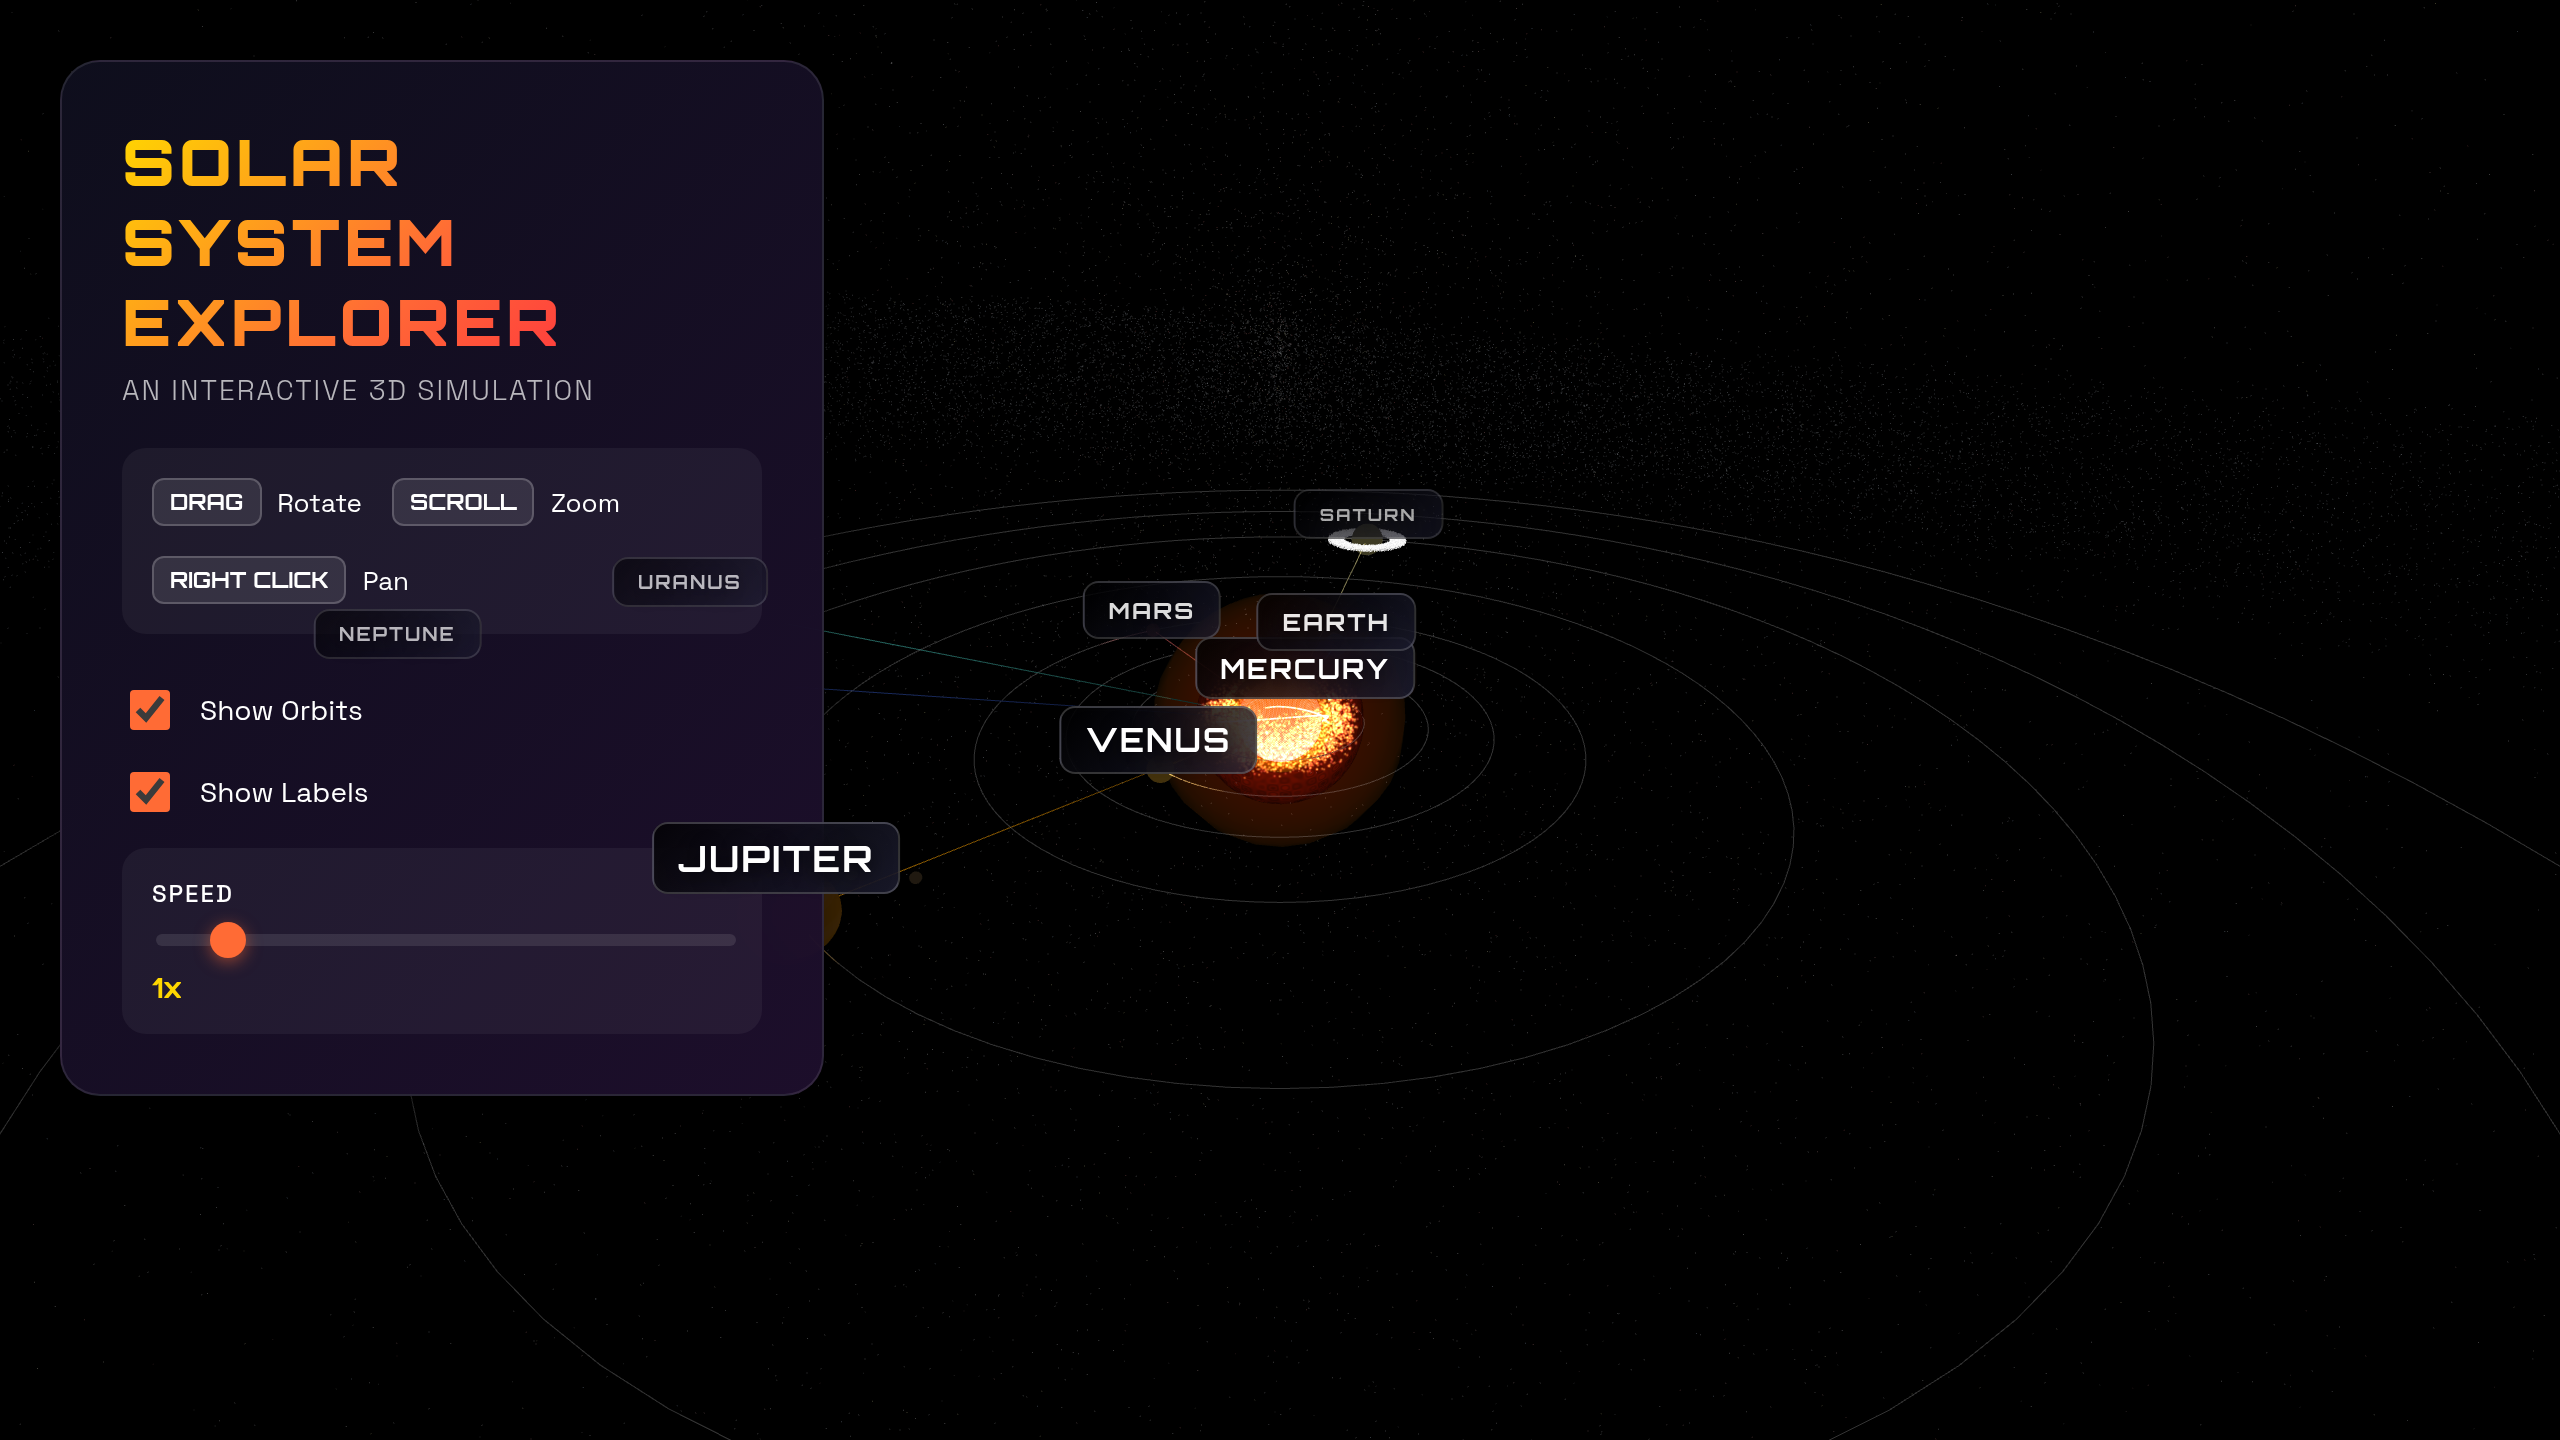 SOLAR
SYSTEM
EXPLORER
AN INTERACTIVE 3D SIMULATION
DRAG Rotate SCROLL Zoom
RIGHT CLICK Pan
URANUS
NEPTUNE
Show Orbits
Show Labels
JUPITER
SPEED
1x
SATURN
MARS
EARTH
MERCURY
VENUS